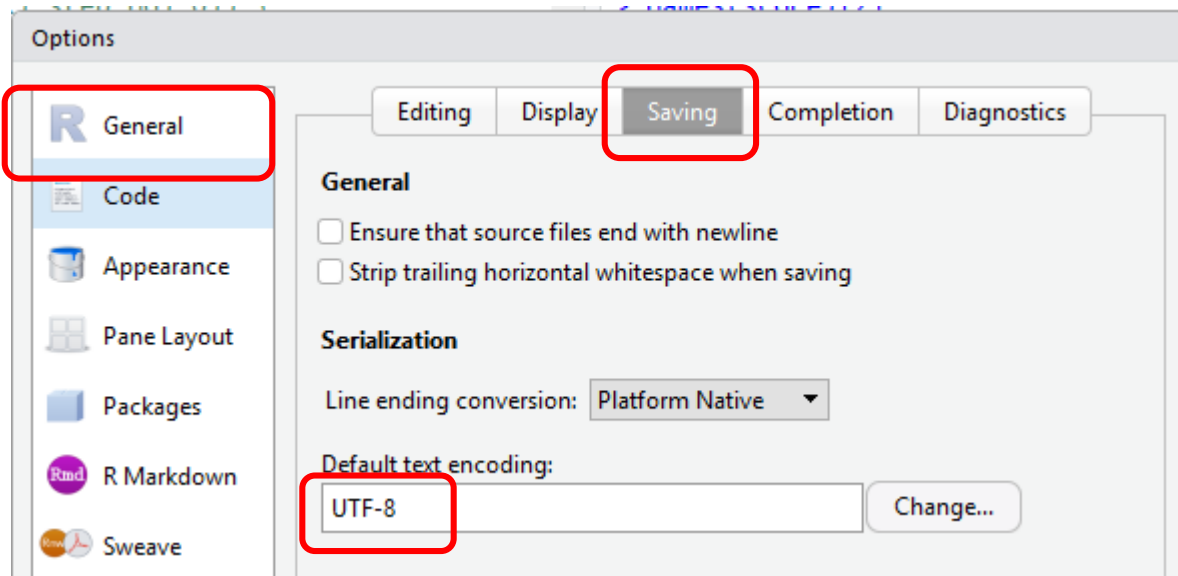 Options
General
Code
Appearance
Pane Layout
Packages
Rmd R Markdown
Sweave
Editing Display Saving Completion Diagnostics
General
Ensure that source files end with newline
Strip trailing horizontal whitespace when saving
Serialization
Line ending conversion: Platform Native
Default text encoding:
UTF-8 Change...